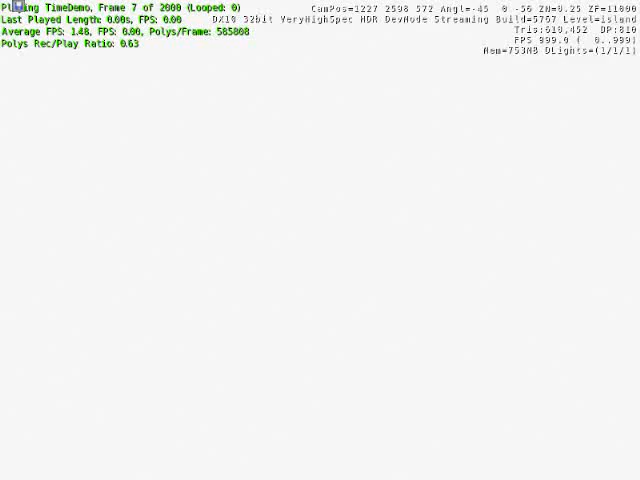 Playing TimeDemo, Frame 7 of 2000 (Looped: 0)
Last Played Length: 0.00s, FPS: 0.00
Average FPS: 1.48, FPS: 0.00, Polys/Frame: 585808
Polys Rec/Play Ratio: 0.63
CamPos=1227 2598 572 Angl=-45 0 -56 ZN=0.25 ZF=11000
DX10 32bit VeryHighSpec HDR DevMode Streaming Build=5767 Level=island
Tris:610,452 DP:810
FPS 999.0 ( 0..999)
Mem=753MB DLights=(1/1/1)